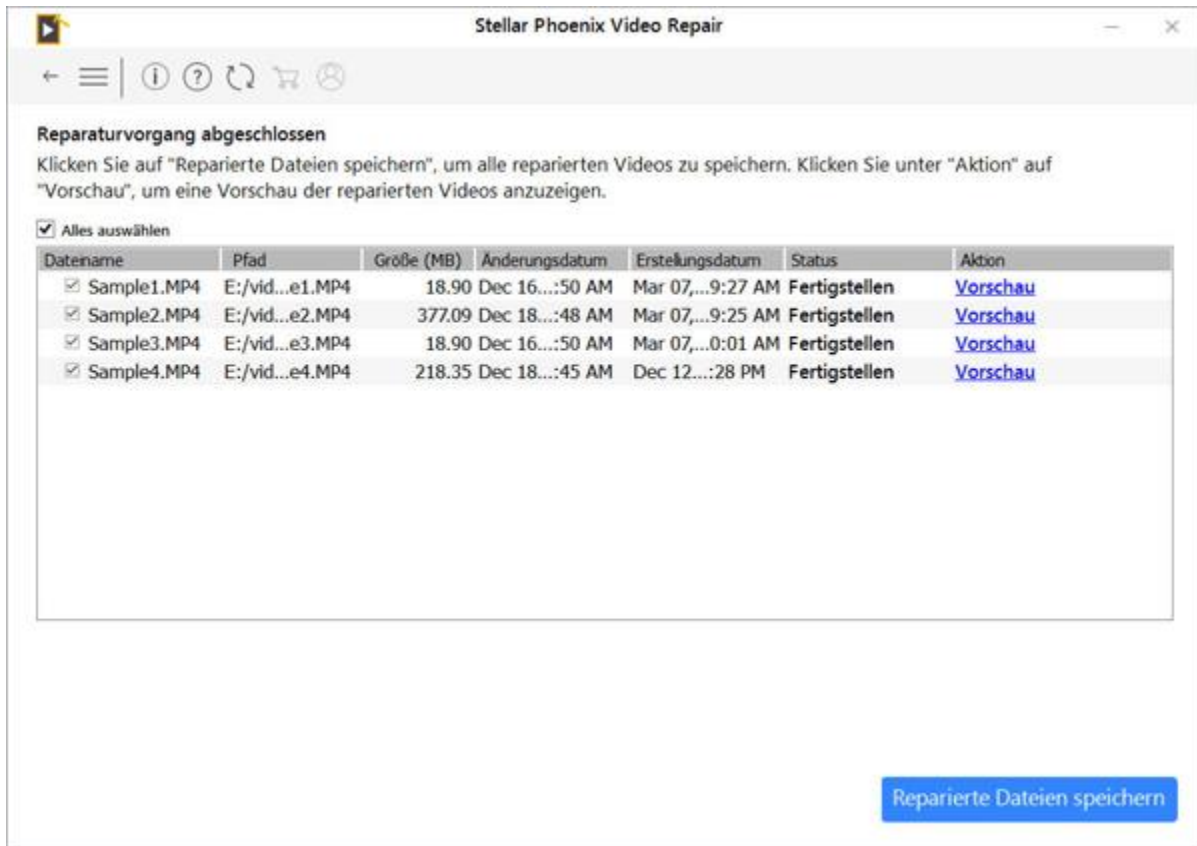 Stellar Phoenix Video Repair
Reparaturvorgang abgeschlossen
Klicken Sie auf "Reparierte Dateien speichern", um alle reparierten Videos zu speichern. Klicken Sie unter "Aktion" auf
"Vorschau", um eine Vorschau der reparierten Videos anzuzeigen.
Alles auswählen
Dateiname Pfad Größe (MB) Änderungsdatum Erstellungsdatum Status Aktion
Sample1.MP4 E:/vid...e1.MP4 18.90 Dec 16...:50 AM Mar 07,...9:27 AM Fertigstellen Vorschau
Sample2.MP4 E:/vid...e2.MP4 377.09 Dec 18...:48 AM Mar 07,...9:25 AM Fertigstellen Vorschau
Sample3.MP4 E:/vid...e3.MP4 18.90 Dec 16...:50 AM Mar 07,...0:01 AM Fertigstellen Vorschau
Sample4.MP4 E:/vid...e4.MP4 218.35 Dec 18...:45 AM Dec 12...:28 PM Fertigstellen Vorschau
Reparierte Dateien speichern